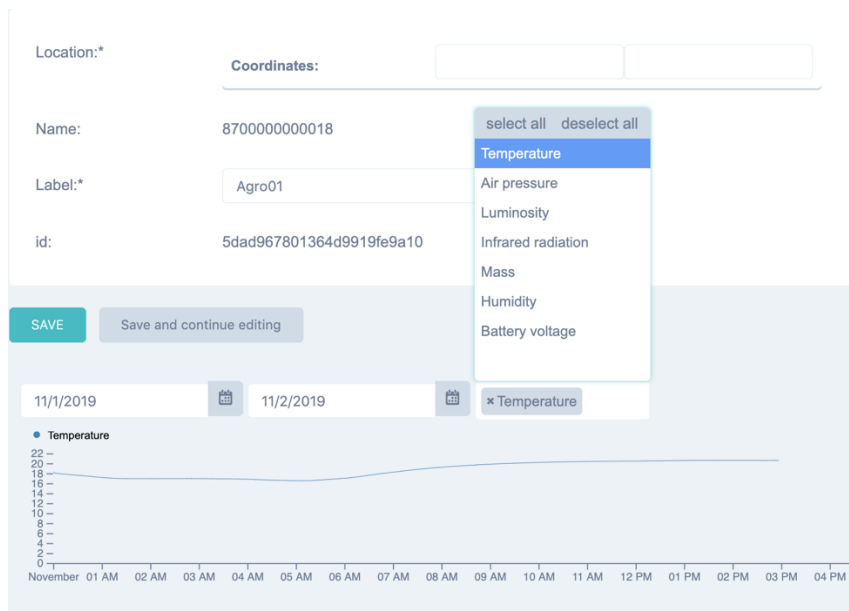 Location:*
Coordinates:
Name:
8700000000018
select all deselect all
Temperature
Air pressure
Label:*
Agro01
Luminosity
id:
5dad967801364d9919fe9a10
Infrared radiation
Mass
Humidity
SAVE
Save and continue editing
Battery voltage
11/1/2019
11/2/2019
× Temperature
Temperature
22
20
18
16
14
12
10
8
6
4
2
0
November 01 AM 02 AM 03 AM 04 AM 05 AM 06 AM 07 AM 08 AM 09 AM 10 AM 11 AM 12 PM 01 PM 02 PM 03 PM 04 PM